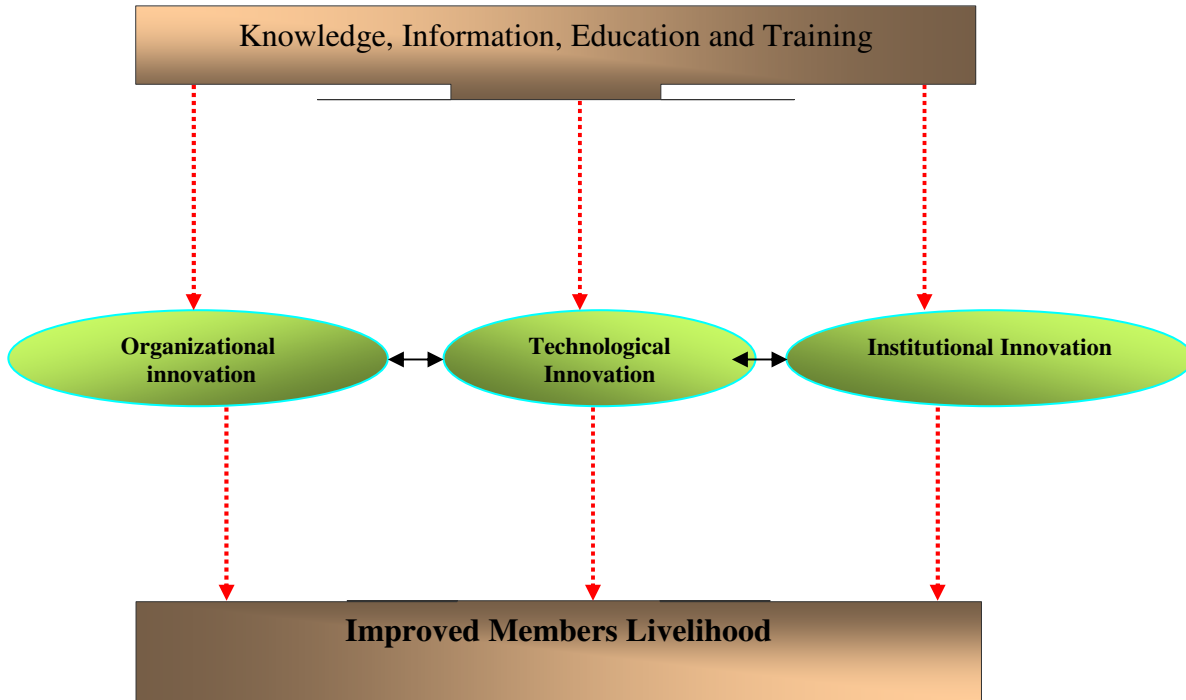 Knowledge, Information, Education and Training
Organizational
innovation
Technological
Innovation
Institutional Innovation
Improved Members Livelihood